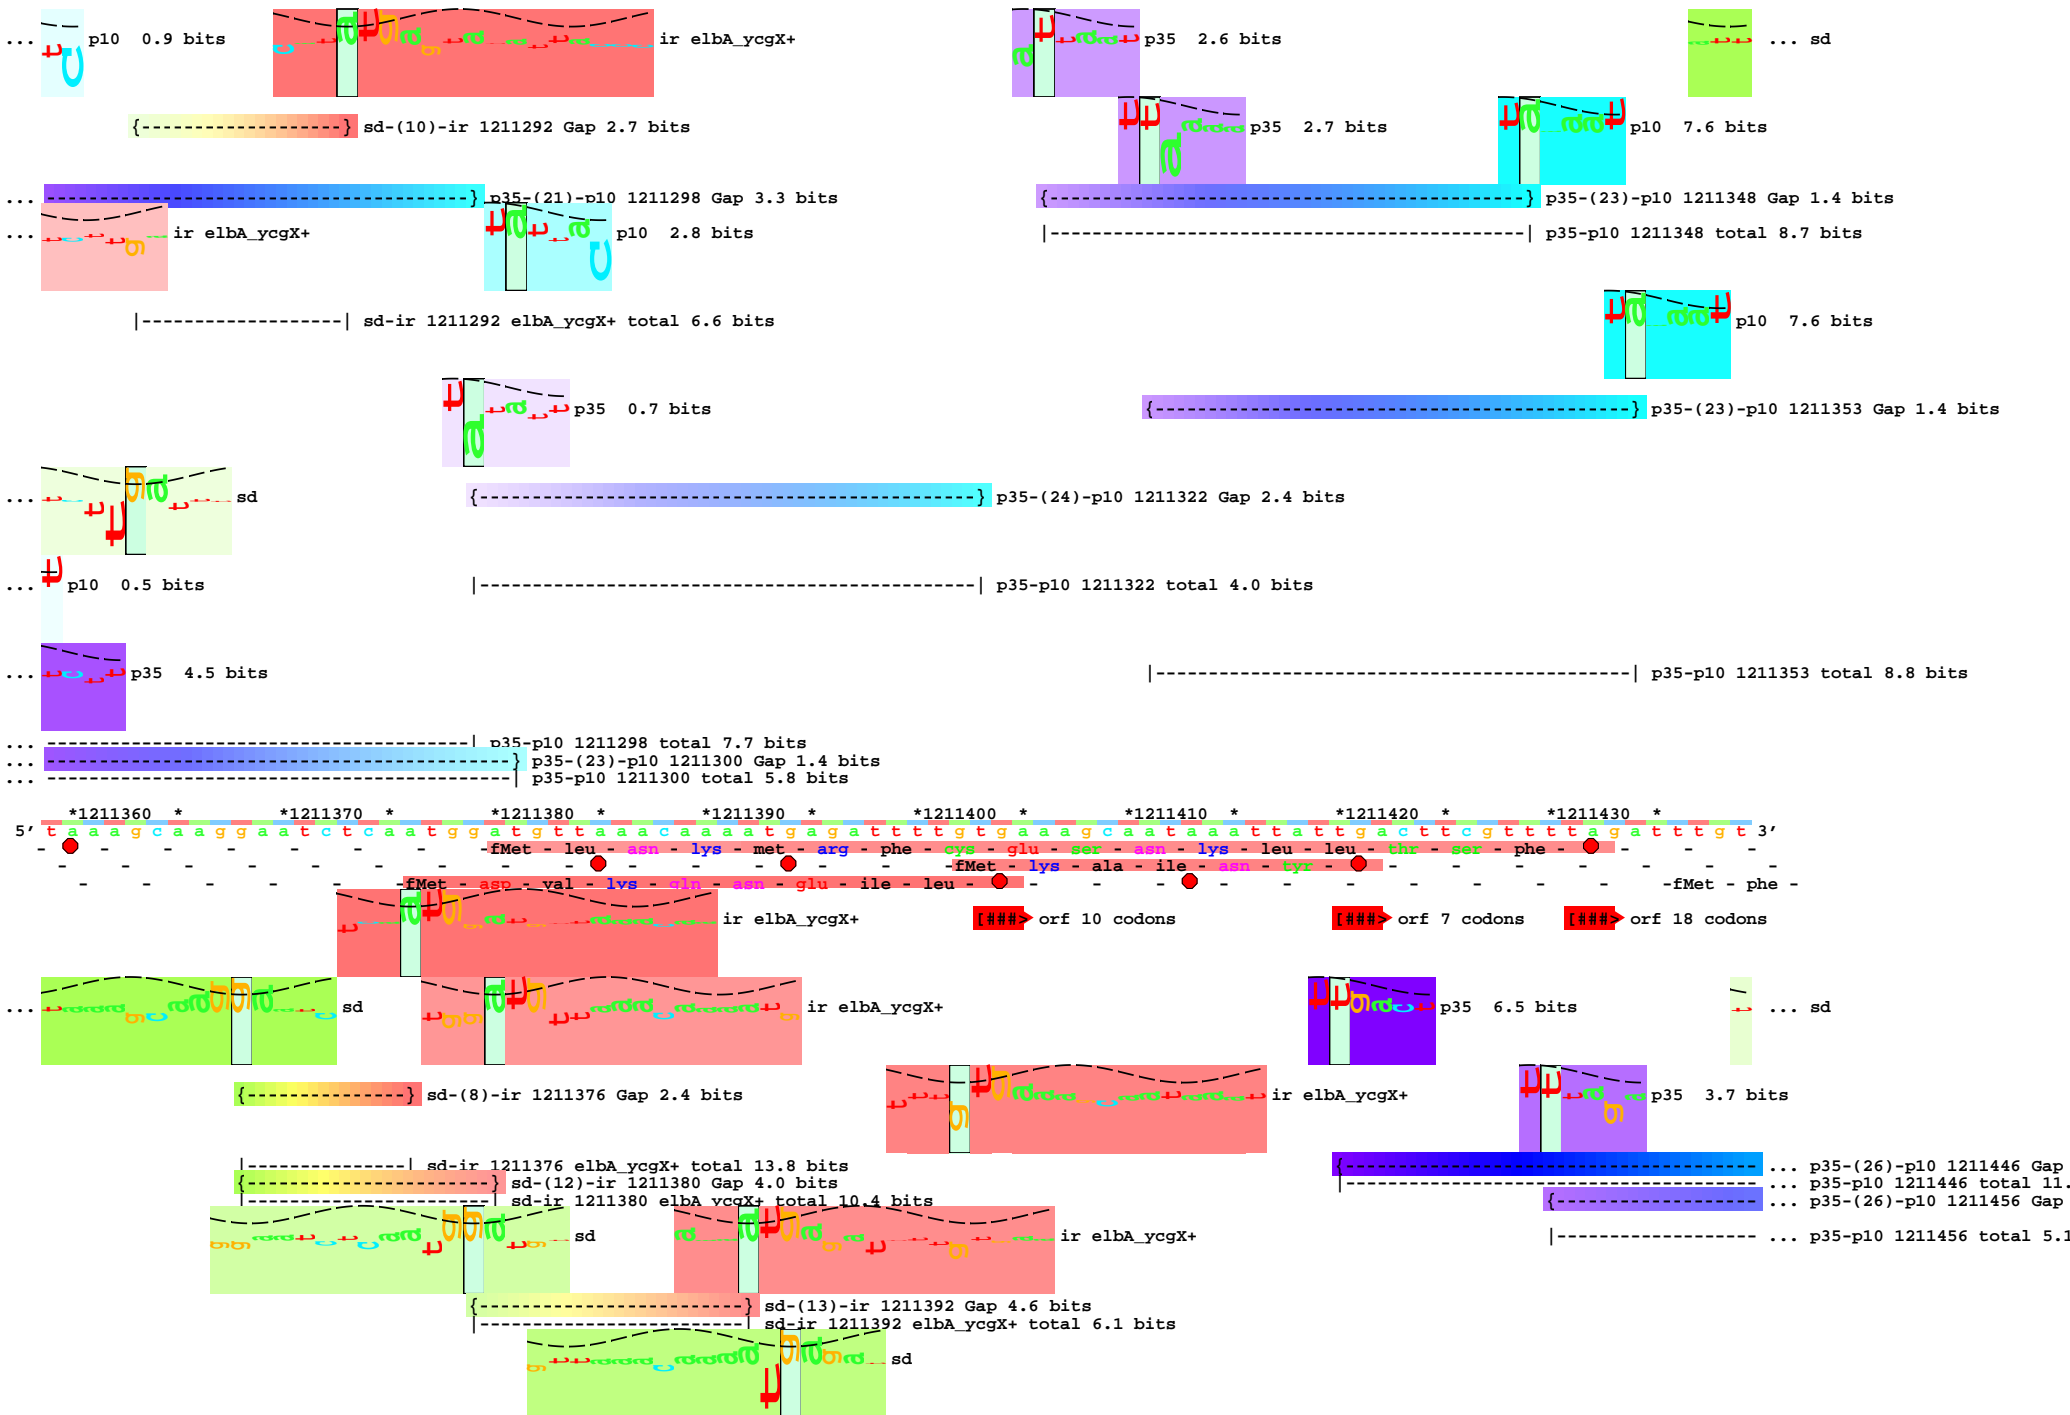 ... p10 0.9 bits
ir elbA_ycgX+
p35 2.6 bits
... sd
{--------------------} sd-(10)-ir 1211292 Gap 2.7 bits
p35 2.7 bits
p10 7.6 bits
... p35-(21)-p10 1211298 Gap 3.3 bits
p35-(23)-p10 1211348 Gap 1.4 bits
... ir elbA_ycgX+
p10 2.8 bits
p35-p10 1211348 total 8.7 bits
sd-ir 1211292 elbA_ycgX+ total 6.6 bits
p10 7.6 bits
p35 0.7 bits
p35-(23)-p10 1211353 Gap 1.4 bits
... sd
p35-(24)-p10 1211322 Gap 2.4 bits
... p10 0.5 bits
p35-p10 1211322 total 4.0 bits
... p35 4.5 bits
p35-p10 1211353 total 8.8 bits
... p35-p10 1211298 total 7.7 bits
... p35-(23)-p10 1211300 Gap 1.4 bits
... p35-p10 1211300 total 5.8 bits
*1211360 * *1211370 * *1211380 * *1211390 * *1211400 * *1211410 * *1211420 * *1211430 *
5' t a a a g c a a g g a a t c t c a a t g g a t g t t a a a c a a a a t g a g a t t t t g t g a a a g c a a t a a a t t a t t g a c t t c g t t t t a g a t t t g t 3'
fMet - leu - asn - lys - met - arg - phe - cys - glu - ser - asn - lys - leu - leu - thr - ser - phe -
fMet - lys - ala - ile - asn - tyr -
fMet - asp - val - lys - gln - asn - glu - ile - leu - -fMet - phe -
ir elbA_ycgX+
[###> orf 10 codons
[###> orf 7 codons
[###> orf 18 codons
... sd
ir elbA_ycgX+
p35 6.5 bits
... sd
sd-(8)-ir 1211376 Gap 2.4 bits
ir elbA_ycgX+
p35 3.7 bits
sd-ir 1211376 elbA_ycgX+ total 13.8 bits
... p35-(26)-p10 1211446 Gap
sd-(12)-ir 1211380 Gap 4.0 bits
... p35-p10 1211446 total 11.
sd-ir 1211380 elbA_ycgX+ total 10.4 bits
... p35-(26)-p10 1211456 Gap
sd
ir elbA_ycgX+
... p35-p10 1211456 total 5.1
sd-(13)-ir 1211392 Gap 4.6 bits
sd-ir 1211392 elbA_ycgX+ total 6.1 bits
sd